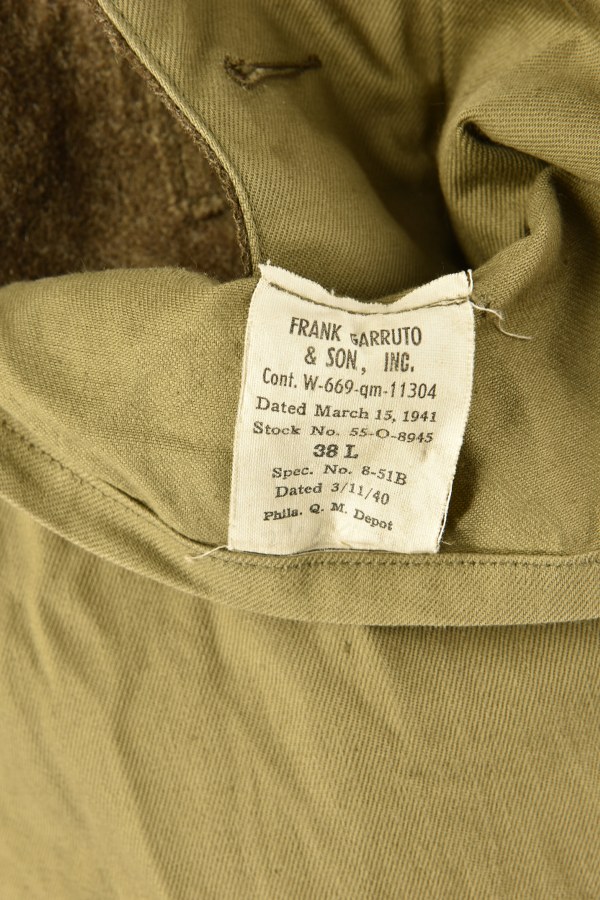 FRANK GARRUTO
& SON, INC.
Cont. W-669-qm-11304
Dated March 15, 1941
Stock No. 55-O-8945
38 L
Spec. No. 8-51B
Dated 3/11/40
Phila. Q. M. Depot